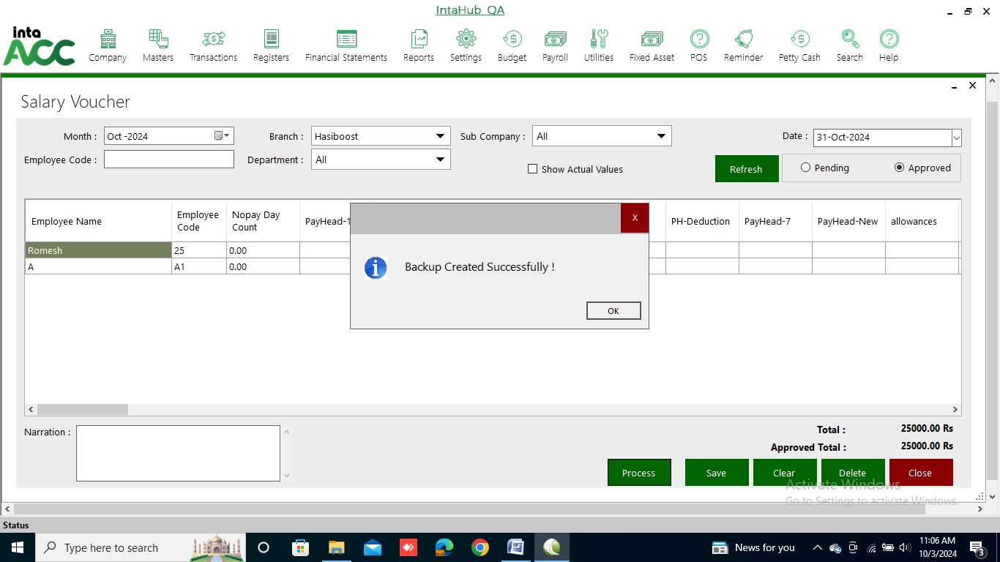 IntaHub_QA
inta
ACC
Company
Masters
Transactions
Registers
Financial Statements
Reports
Settings
Budget
Payroll
Utilities
Fixed Asset
POS
Reminder
Petty Cash
Search
Help
Salary Voucher
Month :
Oct -2024
Branch :
Hasiboost
Sub Company :
All
Date :
31-Oct-2024
Employee Code :
Department :
All
Show Actual Values
Refresh
Pending
Approved
Employee Name
Employee
Code
Nopay Day
Count
PayHead-1
PH-Deduction
PayHead-7
PayHead-New
allowances
Romesh
25
0.00
A
A1
0.00
X
Backup Created Successfully !
OK
Narration :
Total :
25000.00 Rs
Approved Total :
25000.00 Rs
Process
Save
Clear
Delete
Close
Activate Windows
Go to Settings to activate Windows.
Status
Type here to search
News for you
11:06 AM
10/3/2024
3